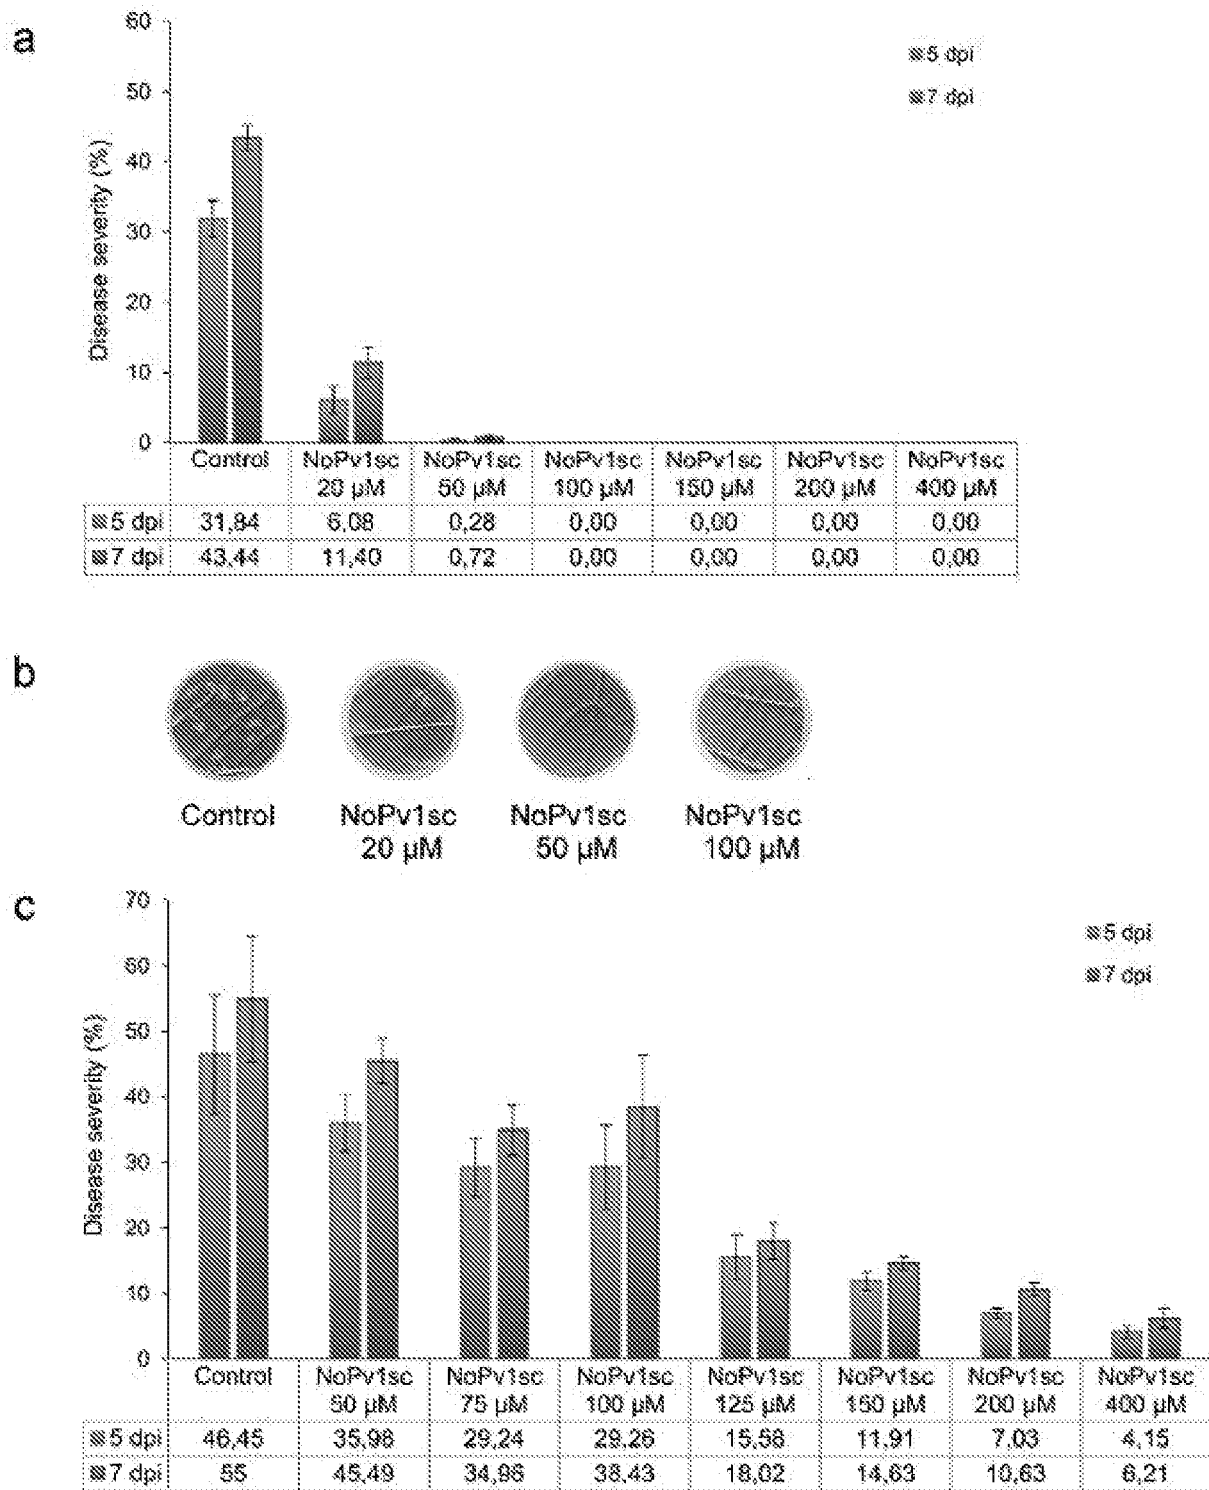 a
60
50
40
30
20
10
0
Disease severity (%)
5 dpi
7 dpi
Control NoPv1sc NoPv1sc NoPv1sc NoPv1sc NoPv1sc NoPv1sc
20 µM 50 µM 100 µM 150 µM 200 µM 400 µM
5 dpi 31,84 6,08 0,28 0,00 0,00 0,00 0,00
7 dpi 43,44 11,40 0,72 0,00 0,00 0,00 0,00
b
Control NoPv1sc NoPv1sc NoPv1sc
20 µM 50 µM 100 µM
c
70
60
50
40
30
20
10
0
Disease severity (%)
5 dpi
7 dpi
Control NoPv1sc NoPv1sc NoPv1sc NoPv1sc NoPv1sc NoPv1sc NoPv1sc
50 µM 75 µM 100 µM 125 µM 150 µM 200 µM 400 µM
5 dpi 46,45 35,98 29,24 29,26 15,58 11,91 7,03 4,15
7 dpi 55 45,49 34,96 38,43 18,02 14,63 10,63 6,21